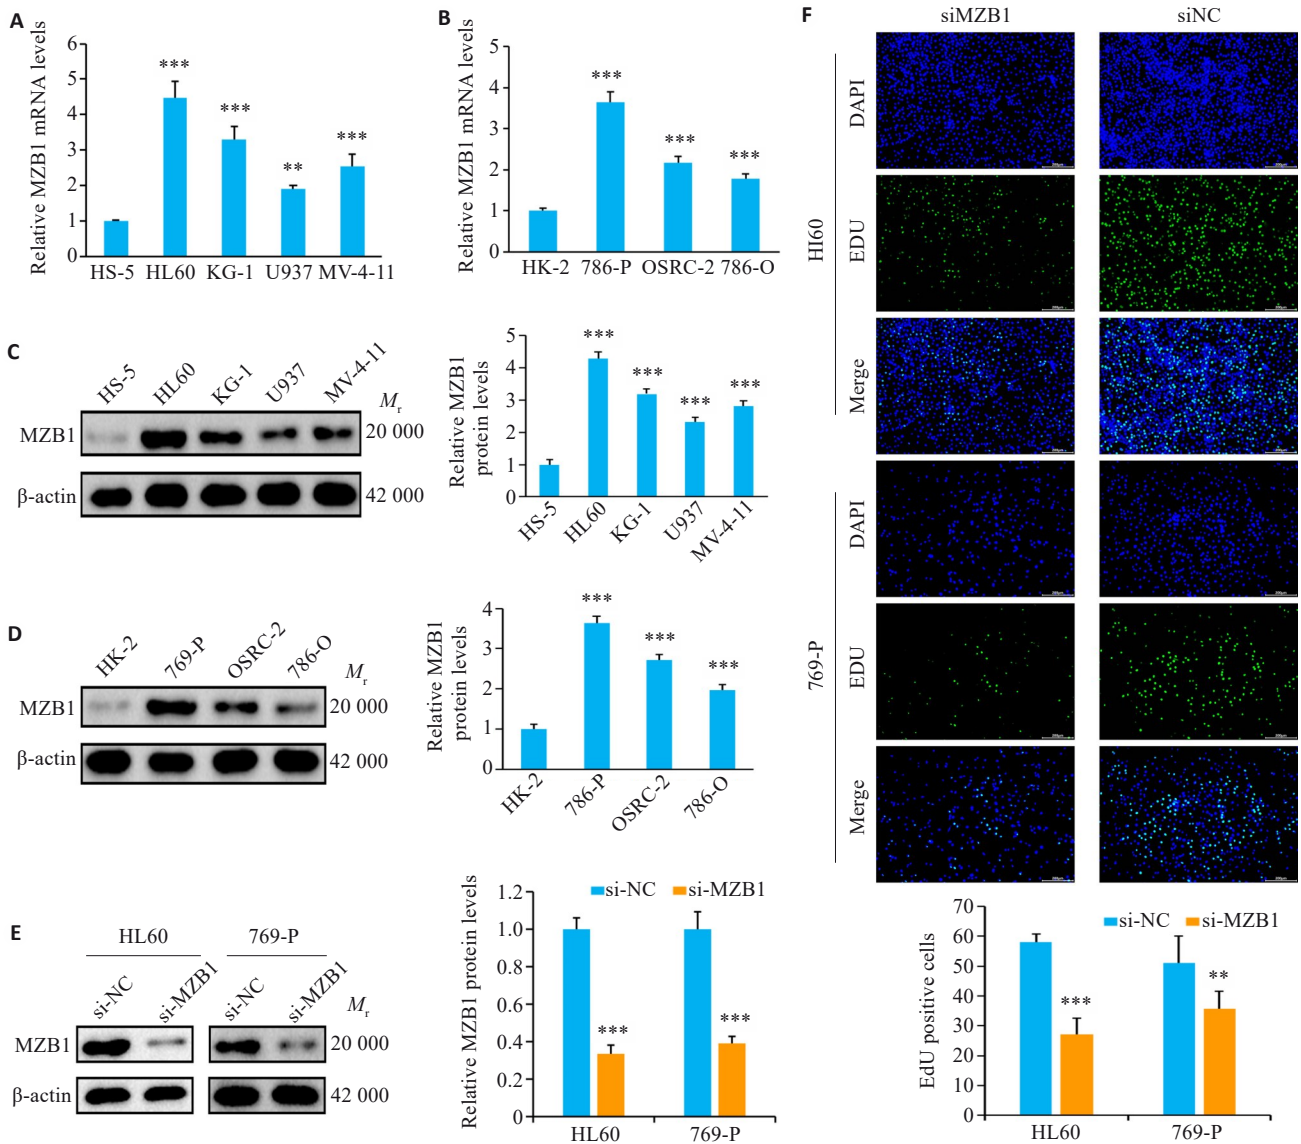 A
Relative MZB1 mRNA levels
6
5
4
3
2
1
0
***
***
**
***
HS-5 HL60 KG-1 U937 MV-4-11
B
Relative MZB1 mRNA levels
5
4
3
2
1
0
***
***
***
HK-2 786-P OSRC-2 786-O
C
HS-5 HL60 KG-1 U937 MV-4-11
Mr
MZB1 20 000
β-actin 42 000
Relative MZB1
protein levels
5
4
3
2
1
0
***
***
***
***
HS-5 HL60 KG-1 U937 MV-4-11
D
HK-2 769-P OSRC-2 786-O
Mr
MZB1 20 000
β-actin 42 000
Relative MZB1
protein levels
4
3
2
1
0
***
***
***
HK-2 786-P OSRC-2 786-O
E
HL60 769-P
si-NC si-MZB1 si-NC si-MZB1
Mr
MZB1 20 000
β-actin 42 000
Relative MZB1 protein levels
si-NC si-MZB1
1.2
1.0
0.8
0.6
0.4
0.2
0
***
***
HL60 769-P
F
siMZB1 siNC
HI60
DAPI
EDU
Merge
769-P
DAPI
EDU
Merge
EdU positive cells
si-NC si-MZB1
70
60
50
40
30
20
10
0
***
**
HL60 769-P